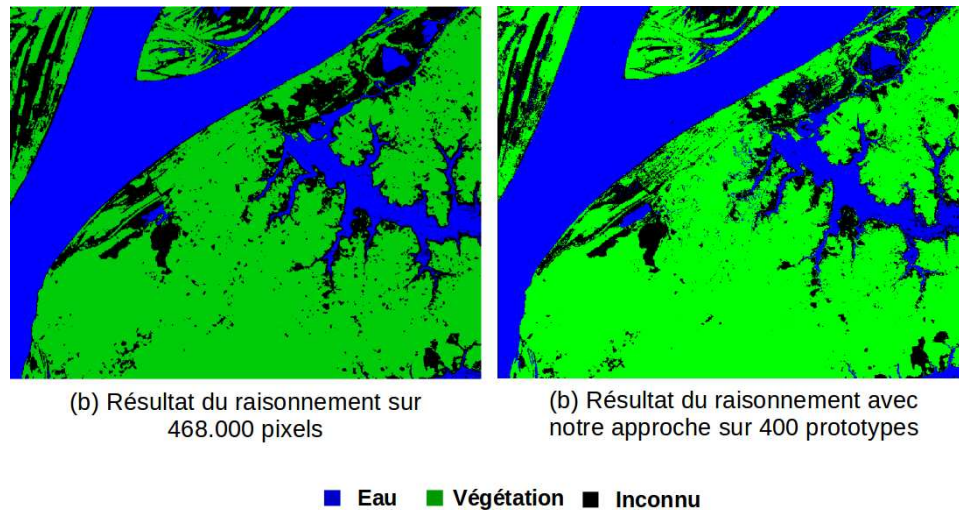 (b) Résultat du raisonnement sur
468.000 pixels
(b) Résultat du raisonnement avec
notre approche sur 400 prototypes
Eau Végétation Inconnu